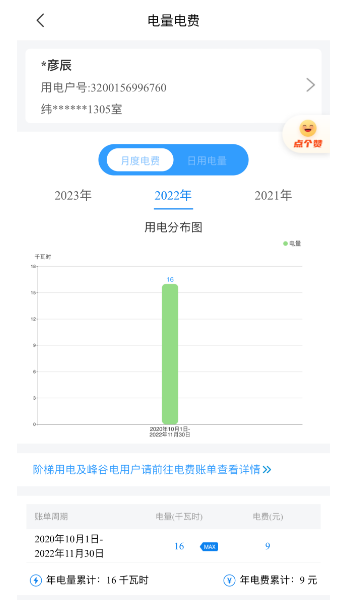 电量电费
*彦辰
用电户号:3200156996760
纬******1305室
点个赞
月度电费 日用电量
2023年 2022年 2021年
用电分布图
电量
千瓦时
18
16
15
12
9
6
3
0
2020年10月1日-
2022年11月30日
阶梯用电及峰谷电用户请前往电费账单查看详情>>
账单周期 电量(千瓦时) 电费(元)
2020年10月1日-
2022年11月30日
16 MAX 9
年电量累计：16 千瓦时 年电费累计：9 元